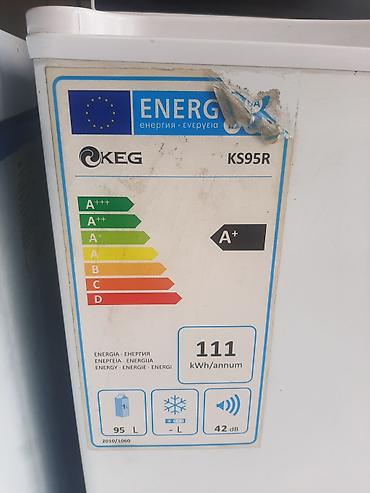 ENERG
енергия · ενεργεια
KEG
KS95R
A+++
A++
A+
A
B
C
D
A+
ENERGIA · ЕНЕРГИЯ
ΕΝΕΡΓΕΙΑ · ENERGIJA
ENERGY · ENERGIE · ENERGI
111
kWh/annum
95 L
- L
42 dB
2010/1060